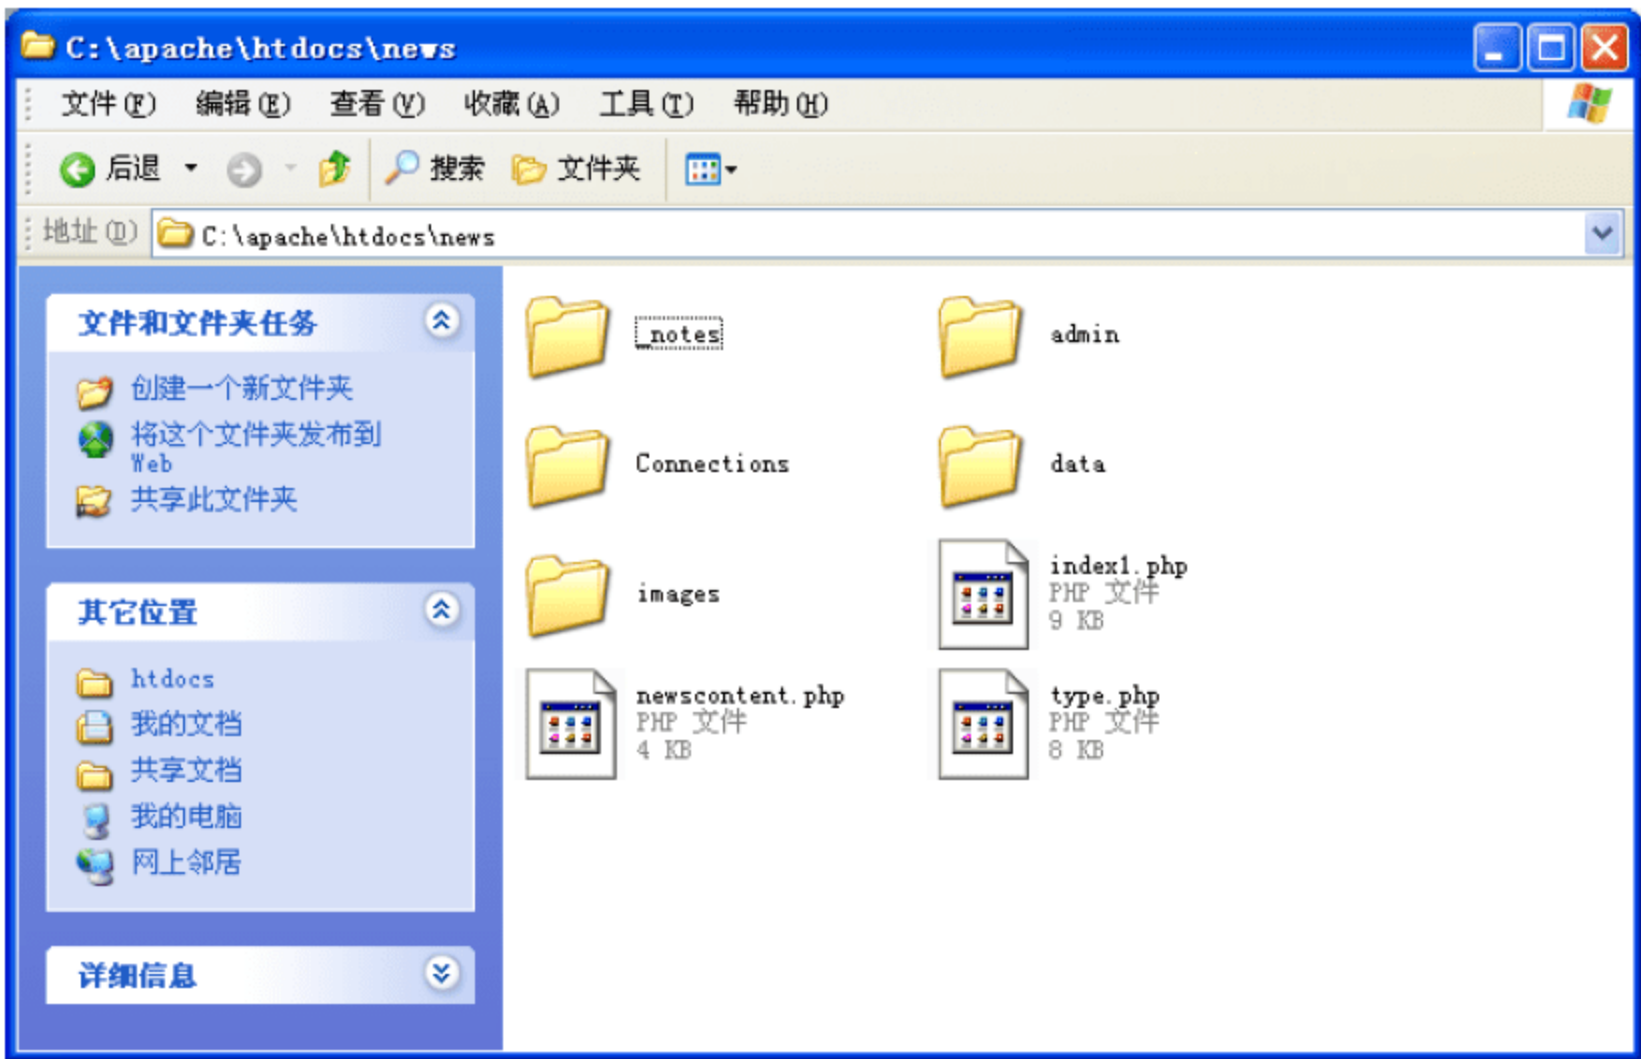 C:\apache\htdocs\news
文件(F) 编辑(E) 查看(V) 收藏(A) 工具(T) 帮助(H)
后退 搜索 文件夹
地址(D) C:\apache\htdocs\news
文件和文件夹任务
创建一个新文件夹
将这个文件夹发布到
Web
共享此文件夹
其它位置
htdocs
我的文档
共享文档
我的电脑
网上邻居
详细信息
_notes
admin
Connections
data
images
index1.php
PHP 文件
9 KB
newscontent.php
PHP 文件
4 KB
type.php
PHP 文件
8 KB